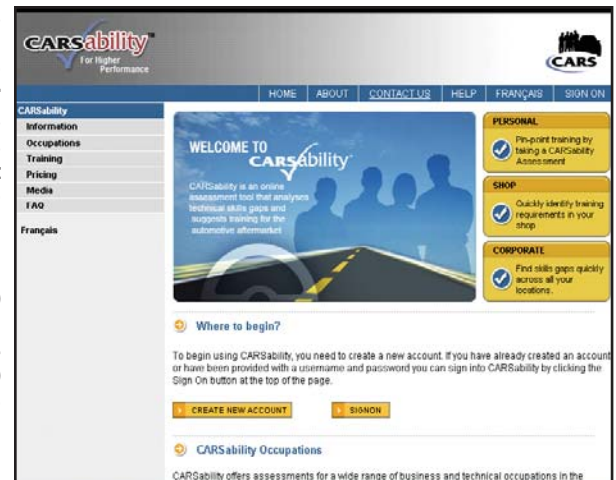 CARSability™
For Higher
Performance
CARS
HOME ABOUT CONTACT US HELP FRANÇAIS SIGN ON
CARSability
Information
Occupations
Training
Pricing
Media
FAQ
Français
WELCOME TO
CARSability
CARSability is an online
assessment tool that analyses
technical skills gaps and
suggests training for the
automotive aftermarket
PERSONAL
Pin-point training by
taking a CARSability
Assessment
SHOP
Quickly identify training
requirements in your
shop
CORPORATE
Find skills gaps quickly
across all your
locations.
Where to begin?
To begin using CARSability, you need to create a new account. If you have already created an account
or have been provided with a username and password you can sign into CARSability by clicking the
Sign On button at the top of the page.
CREATE NEW ACCOUNT SIGNON
CARSability Occupations
CARSability offers assessments for a wide range of business and technical occupations in the